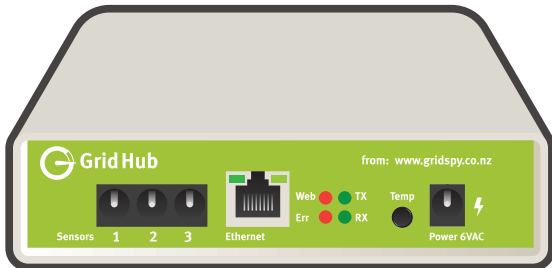 Grid Hub
from: www.gridspy.co.nz
Web TX Temp
Err RX
Sensors 1 2 3 Ethernet Power 6VAC